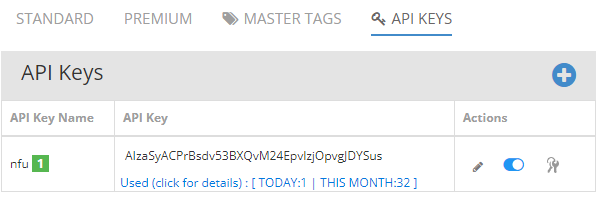 STANDARD PREMIUM MASTER TAGS API KEYS
API Keys
API Key Name API Key Actions
nfu 1 AIzaSyACPrBsdv53BXQvM24EpvIzjOpvgJDYSus
Used (click for details) : [ TODAY:1 | THIS MONTH:32 ]